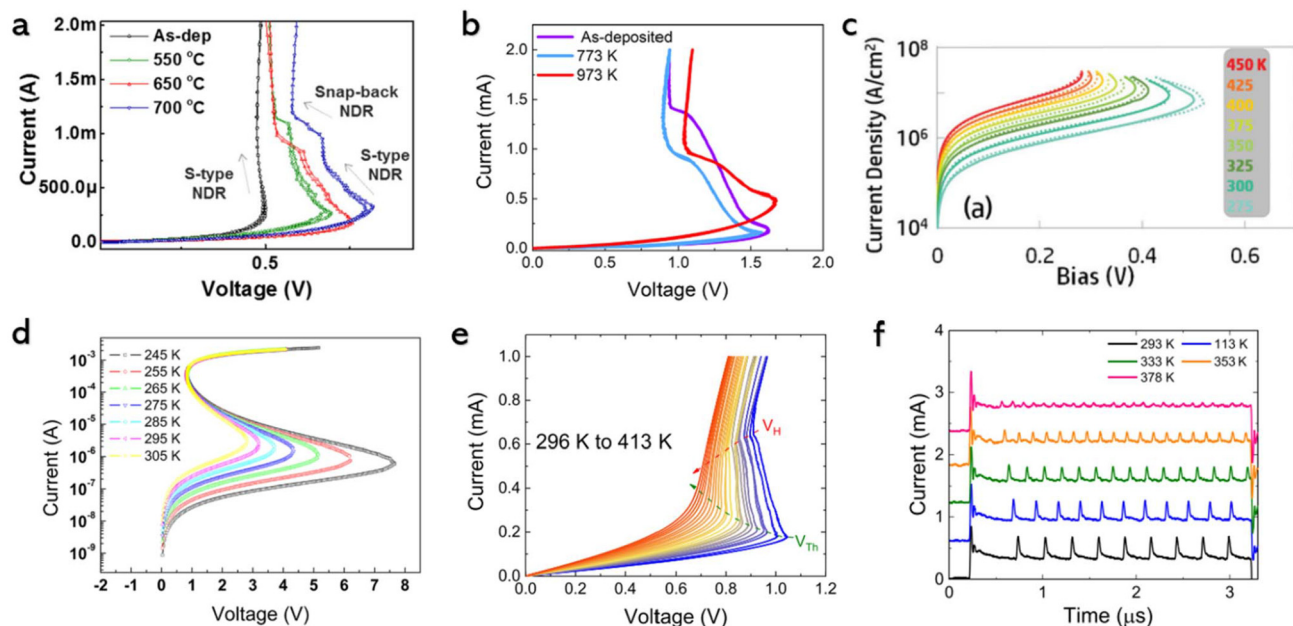 a
As-dep
550 °C
650 °C
700 °C
Snap-back
NDR
S-type
NDR
S-type
NDR
2.0m
1.5m
1.0m
500.0μ
0.0
0.5
Current (A)
Voltage (V)
b
As-deposited
773 K
973 K
2.0
1.5
1.0
0.5
0.0
0.0 0.5 1.0 1.5 2.0
Current (mA)
Voltage (V)
c
450 K
425
400
375
350
325
300
275
(a)
10⁸
10⁶
10⁴
0 0.2 0.4 0.6
Current Density (A/cm²)
Bias (V)
d
245 K
255 K
265 K
275 K
285 K
295 K
305 K
10⁻³
10⁻⁴
10⁻⁵
10⁻⁶
10⁻⁷
10⁻⁸
10⁻⁹
-2 -1 0 1 2 3 4 5 6 7 8
Current (A)
Voltage (V)
e
296 K to 413 K
V_H
V_Th
1.0
0.8
0.6
0.4
0.2
0.0
0.0 0.2 0.4 0.6 0.8 1.0 1.2
Current (mA)
Voltage (V)
f
293 K 113 K
333 K 353 K
378 K
4
3
2
1
0
0 1 2 3
Current (mA)
Time (μs)